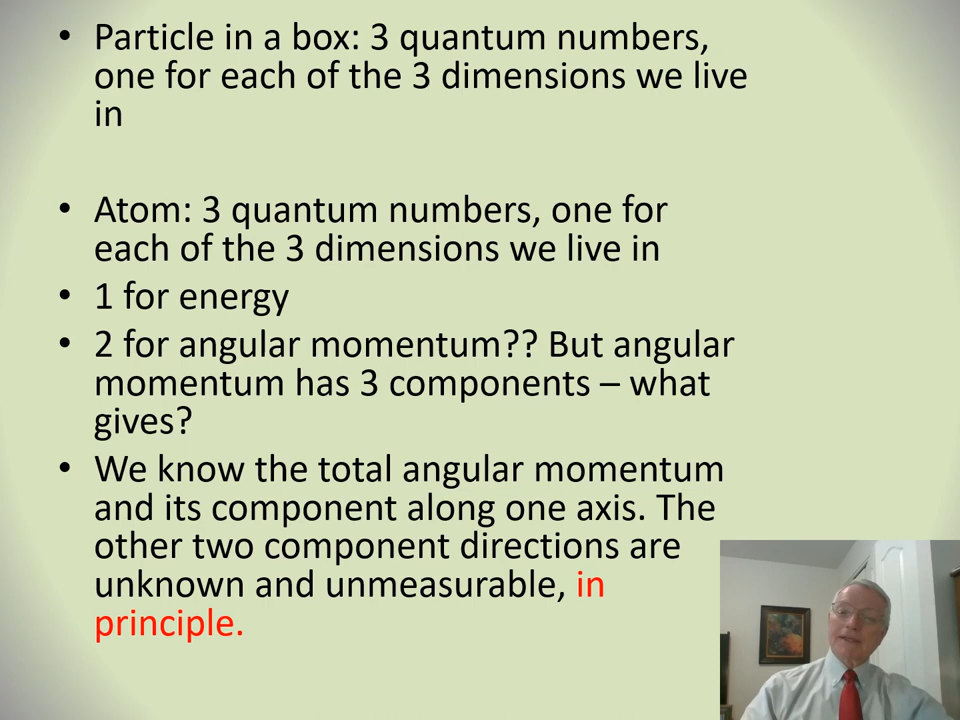 • Particle in a box: 3 quantum numbers,
one for each of the 3 dimensions we live
in
• Atom: 3 quantum numbers, one for
each of the 3 dimensions we live in
• 1 for energy
• 2 for angular momentum?? But angular
momentum has 3 components – what
gives?
• We know the total angular momentum
and its component along one axis. The
other two component directions are
unknown and unmeasurable, in
principle.